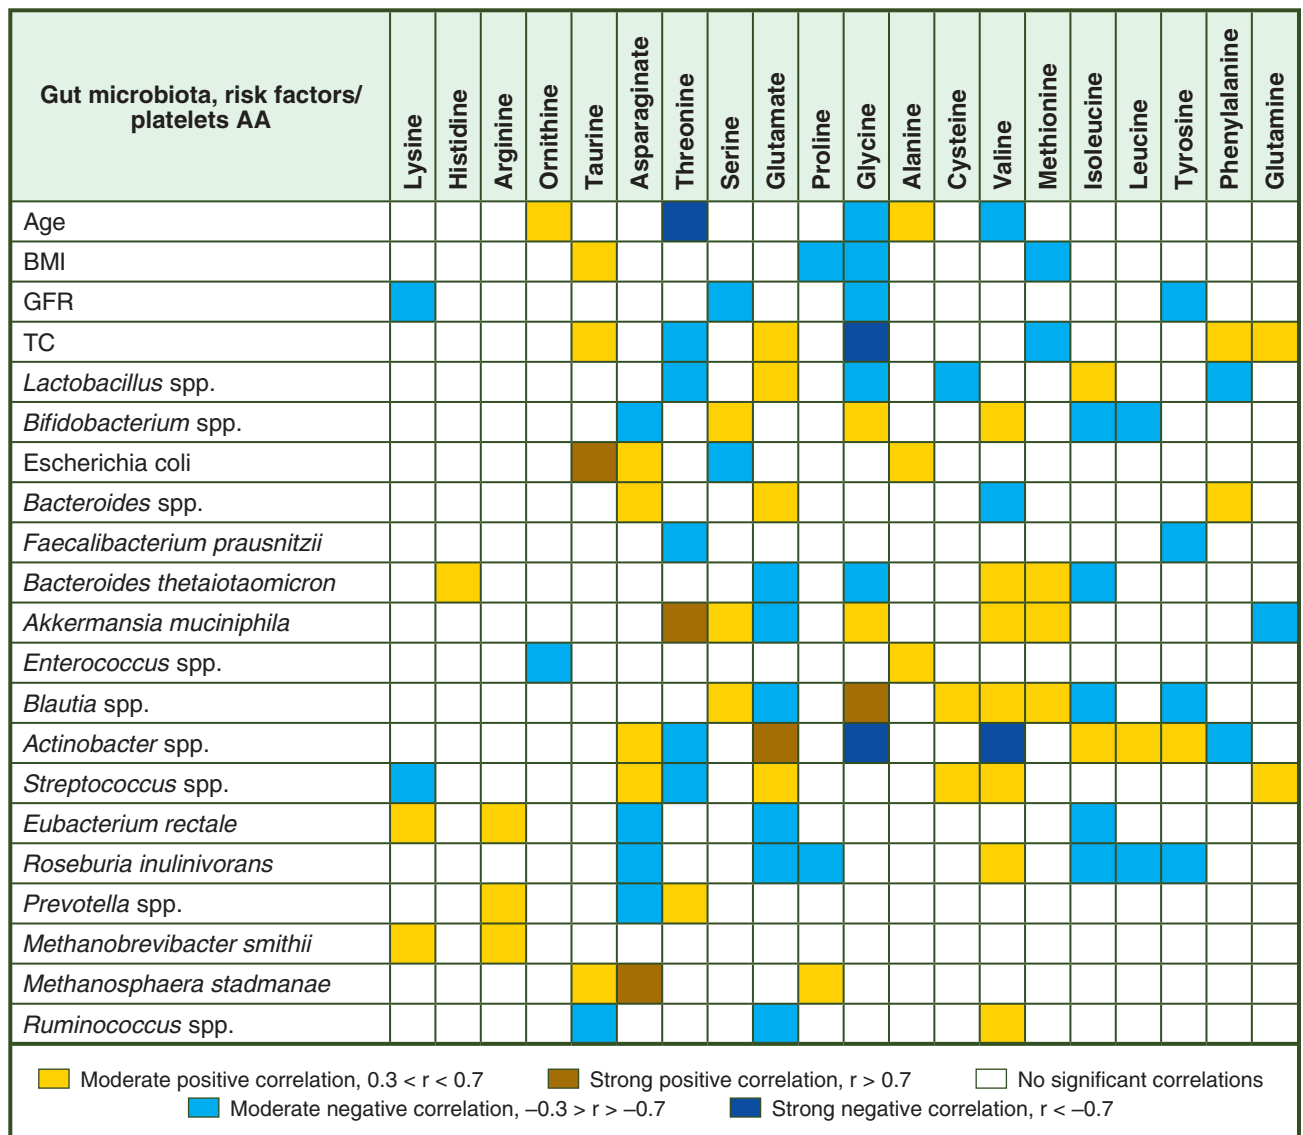 Gut microbiota, risk factors/
platelets AA
Lysine
Histidine
Arginine
Ornithine
Taurine
Asparaginate
Threonine
Serine
Glutamate
Proline
Glycine
Alanine
Cysteine
Valine
Methionine
Isoleucine
Leucine
Tyrosine
Phenylalanine
Glutamine
Age
BMI
GFR
TC
Lactobacillus spp.
Bifidobacterium spp.
Escherichia coli
Bacteroides spp.
Faecalibacterium prausnitzii
Bacteroides thetaiotaomicron
Akkermansia muciniphila
Enterococcus spp.
Blautia spp.
Actinobacter spp.
Streptococcus spp.
Eubacterium rectale
Roseburia inulinivorans
Prevotella spp.
Methanobrevibacter smithii
Methanosphaera stadmanae
Ruminococcus spp.
Moderate positive correlation, 0.3 < r < 0.7 Strong positive correlation, r > 0.7 No significant correlations
Moderate negative correlation, –0.3 > r > –0.7 Strong negative correlation, r < –0.7